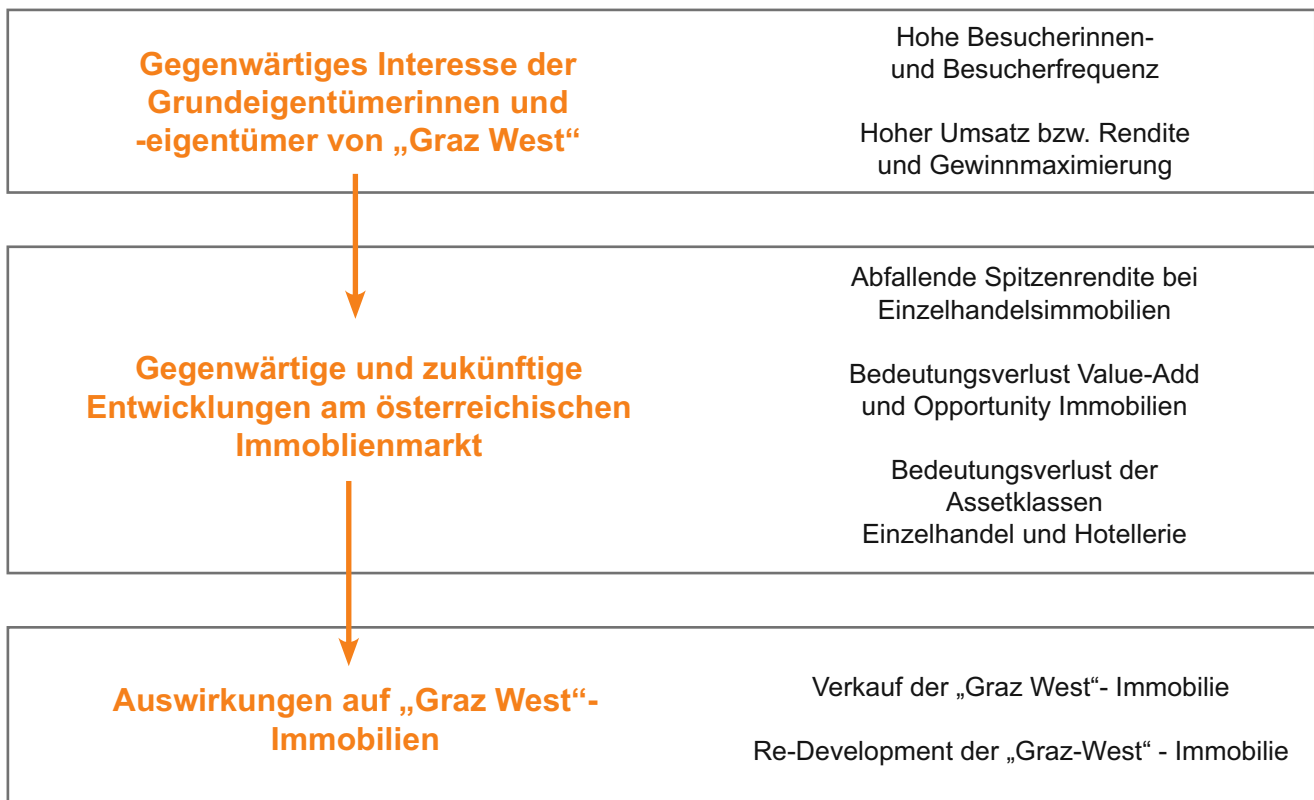 Gegenwärtiges Interesse der
Grundeigentümerinnen und
-eigentümer von „Graz West“
Hohe Besucherinnen-
und Besucherfrequenz
Hoher Umsatz bzw. Rendite
und Gewinnmaximierung
Gegenwärtige und zukünftige
Entwicklungen am österreichischen
Immoblienmarkt
Abfallende Spitzenrendite bei
Einzelhandelsimmobilien
Bedeutungsverlust Value-Add
und Opportunity Immobilien
Bedeutungsverlust der
Assetklassen
Einzelhandel und Hotellerie
Auswirkungen auf „Graz West“-
Immobilien
Verkauf der „Graz West“- Immobilie
Re-Development der „Graz-West“ - Immobilie